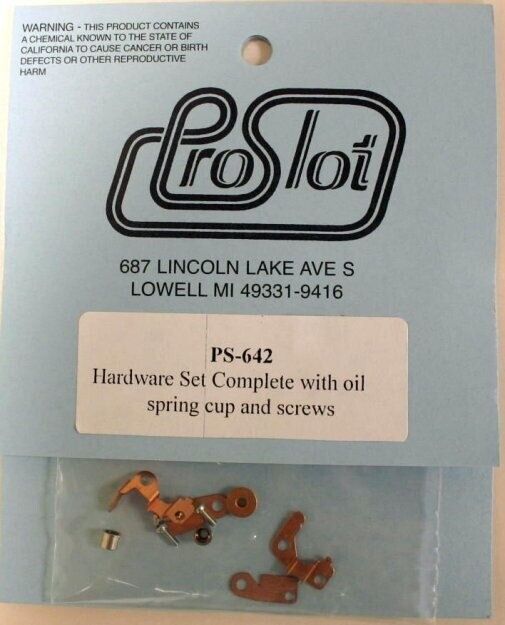 WARNING - THIS PRODUCT CONTAINS
A CHEMICAL KNOWN TO THE STATE OF
CALIFORNIA TO CAUSE CANCER OR BIRTH
DEFECTS OR OTHER REPRODUCTIVE
HARM
ProSlot
687 LINCOLN LAKE AVE S
LOWELL MI 49331-9416
PS-642
Hardware Set Complete with oil
spring cup and screws